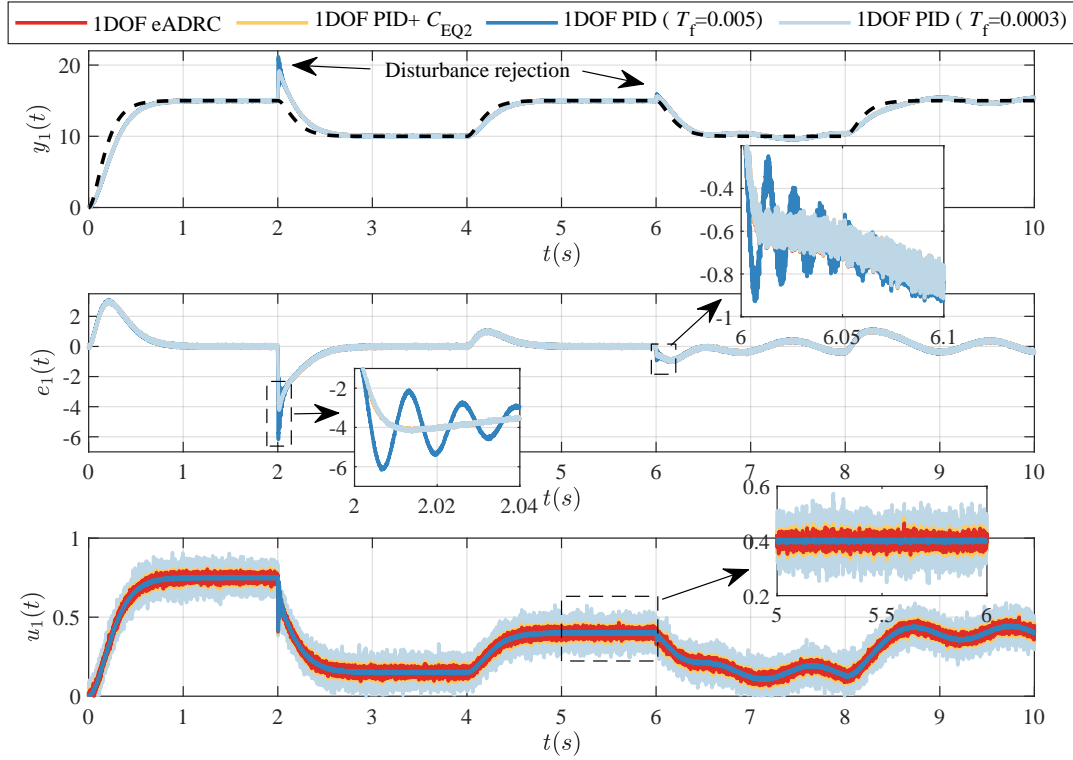 1DOF eADRC 1DOF PID+ C_EQ2 1DOF PID ( T_f=0.005) 1DOF PID ( T_f=0.0003)
20
10
0
y_1(t)
Disturbance rejection
0 1 2 3 4 5 6 7 8 9 10
t(s)
-0.4
-0.6
-0.8
-1
6 6.05 6.1
2
0
-2
-4
-6
e_1(t)
0 1 2 3 4 5 6 7 8 9 10
t(s)
-2
-4
-6
2 2.02 2.04
1
0.5
0
u_1(t)
0 1 2 3 4 5 6 7 8 9 10
t(s)
0.6
0.4
0.2
5 5.5 6